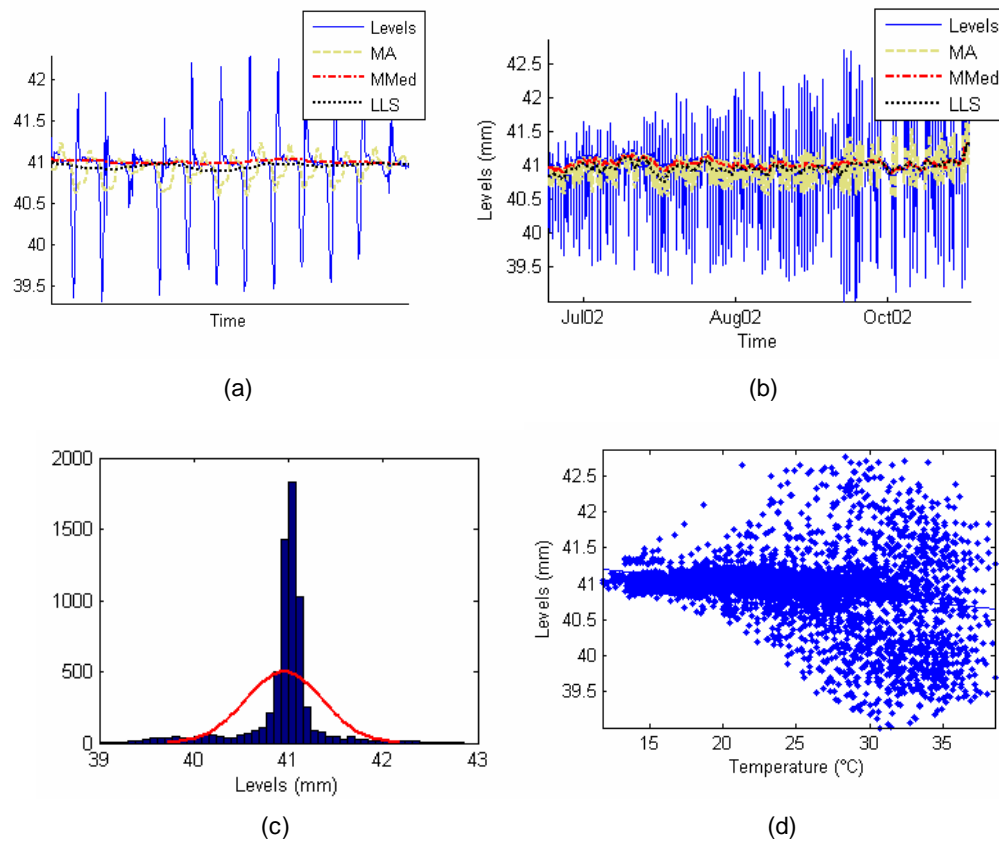 Levels
MA
MMed
LLS
42
41.5
41
40.5
40
39.5
Time
(a)
Levels
MA
MMed
LLS
42.5
42
41.5
41
40.5
40
39.5
Levels (mm)
Jul02 Aug02 Oct02
Time
(b)
2000
1500
1000
500
0
39 40 41 42 43
Levels (mm)
(c)
42.5
42
41.5
41
40.5
40
39.5
Levels (mm)
15 20 25 30 35
Temperature (°C)
(d)